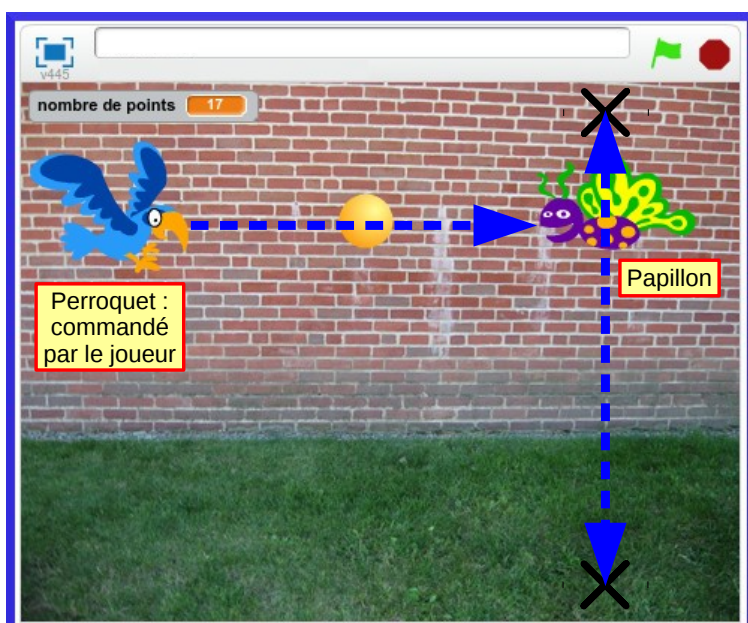 v445
nombre de points 17
Papillon
Perroquet :
commandé
par le joueur